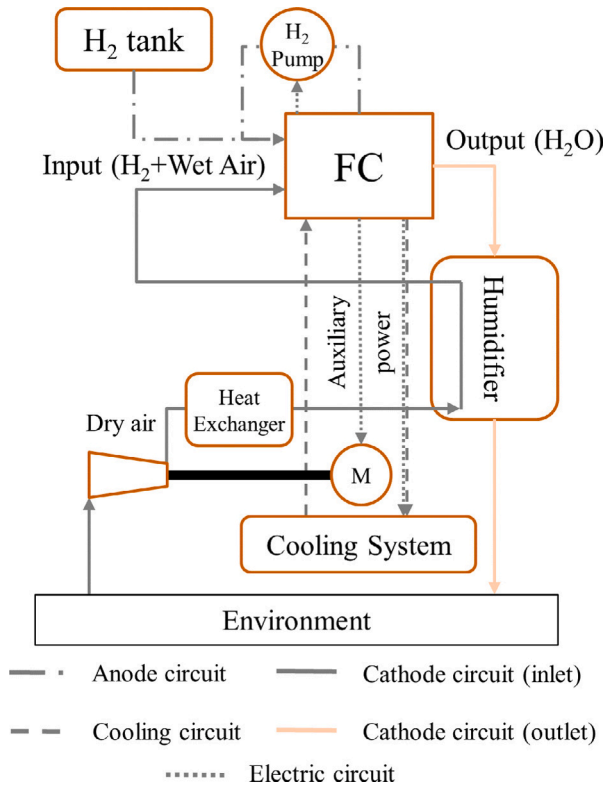 H₂ tank
H₂
Pump
Input (H₂+Wet Air)
FC
Output (H₂O)
Humidifier
Auxiliary
power
Heat
Exchanger
Dry air
M
Cooling System
Environment
Anode circuit
Cathode circuit (inlet)
Cooling circuit
Cathode circuit (outlet)
Electric circuit